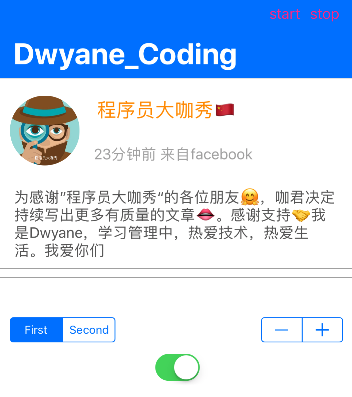 start stop
Dwyane_Coding
程序员大咖秀🇨🇳
23分钟前 来自facebook
为感谢“程序员大咖秀“的各位朋友🤗，咖君决定
持续写出更多有质量的文章👄。感谢支持🤝我
是Dwyane，学习管理中，热爱技术，热爱生
活。我爱你们
First Second